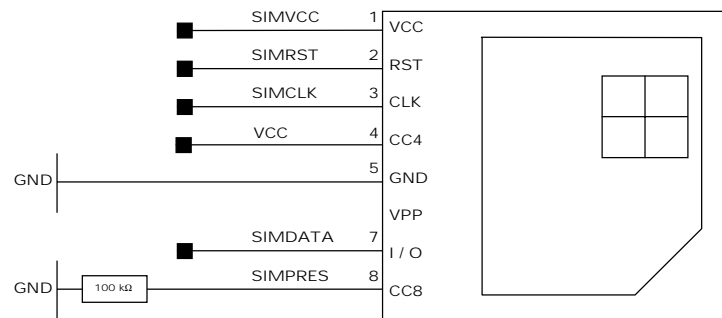 SIMVCC 1 VCC
SIMRST 2 RST
SIMCLK 3 CLK
VCC 4 CC4
GND 5 GND
VPP
SIMDATA 7 I / O
GND 100 kΩ SIMPRES 8 CC8